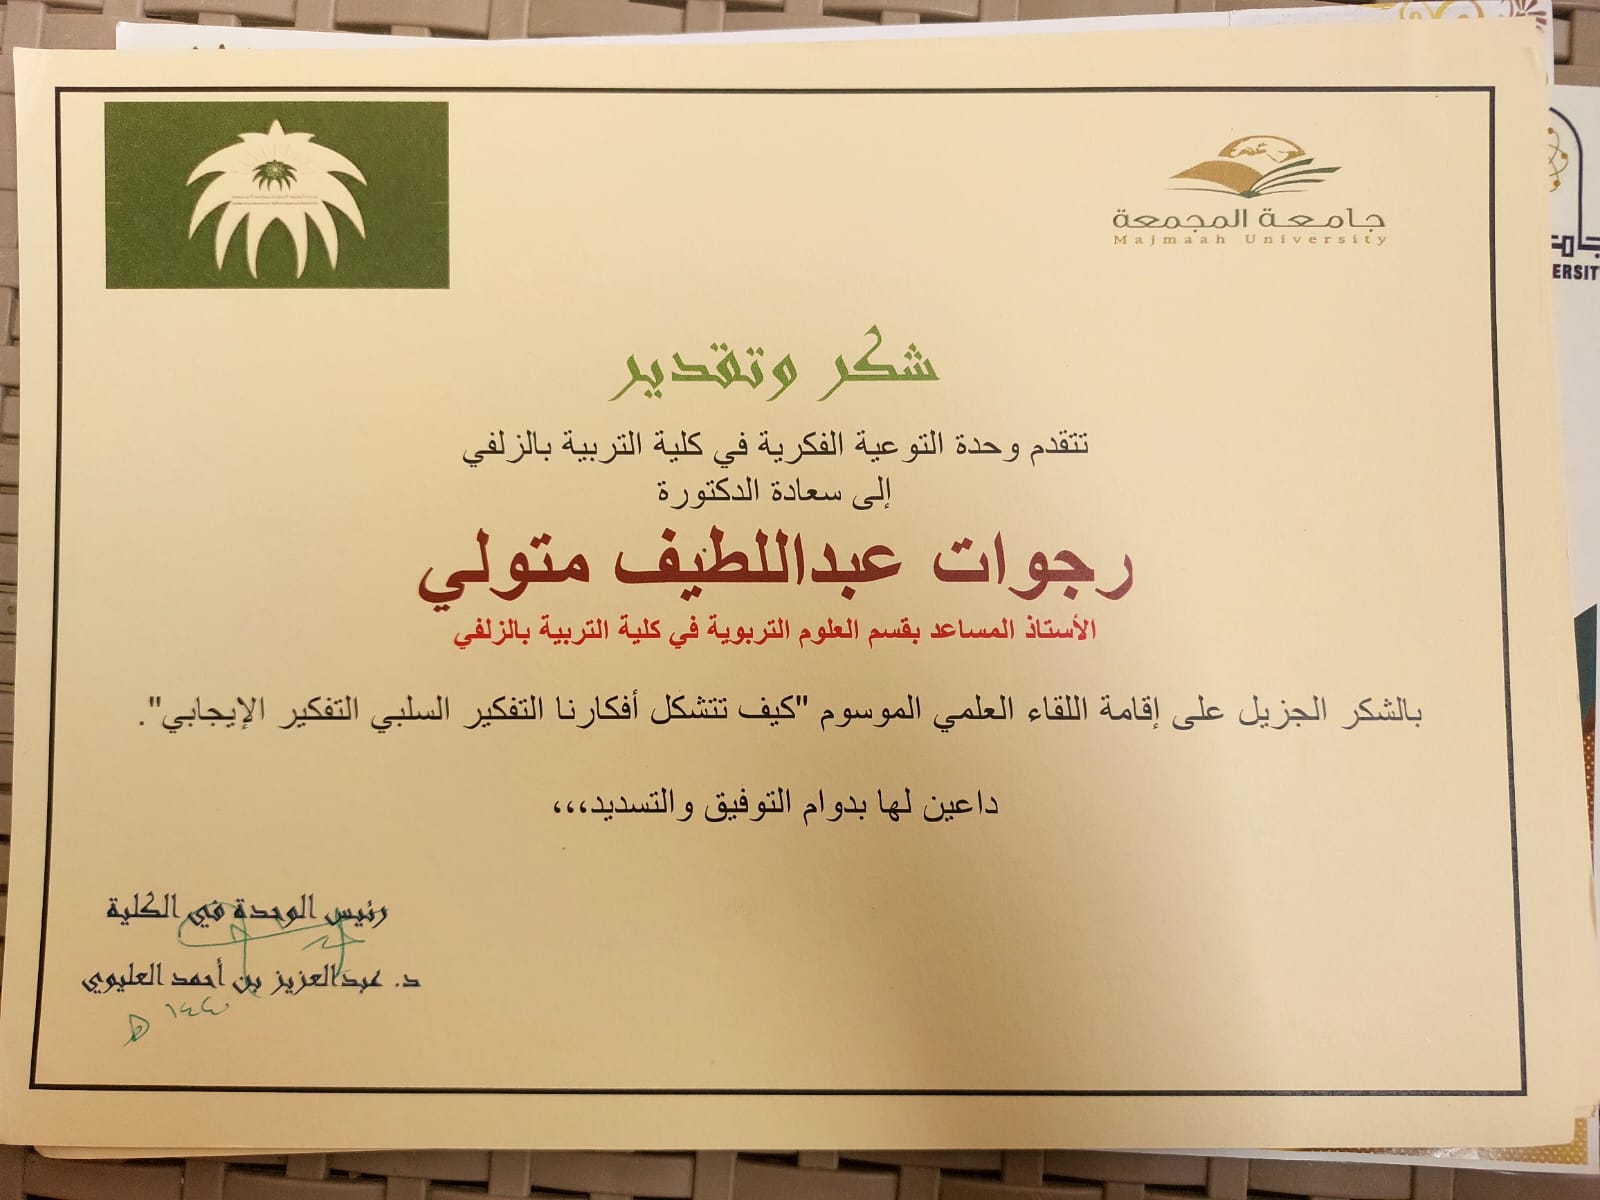 جامعة المجمعة
Majmaah University
شكر وتقدير
تتقدم وحدة التوعية الفكرية في كلية التربية بالزلفي
إلى سعادة الدكتورة
رجوات عبداللطيف متولي
الأستاذ المساعد بقسم العلوم التربوية في كلية التربية بالزلفي
بالشكر الجزيل على إقامة اللقاء العلمي الموسوم "كيف تتشكل أفكارنا التفكير السلبي التفكير الإيجابي".
داعين لها بدوام التوفيق والتسديد،،،
رئيس الوحدة في الكلية
د. عبدالعزيز بن أحمد العليوي
١٤٤٠ هـ
ERSIT